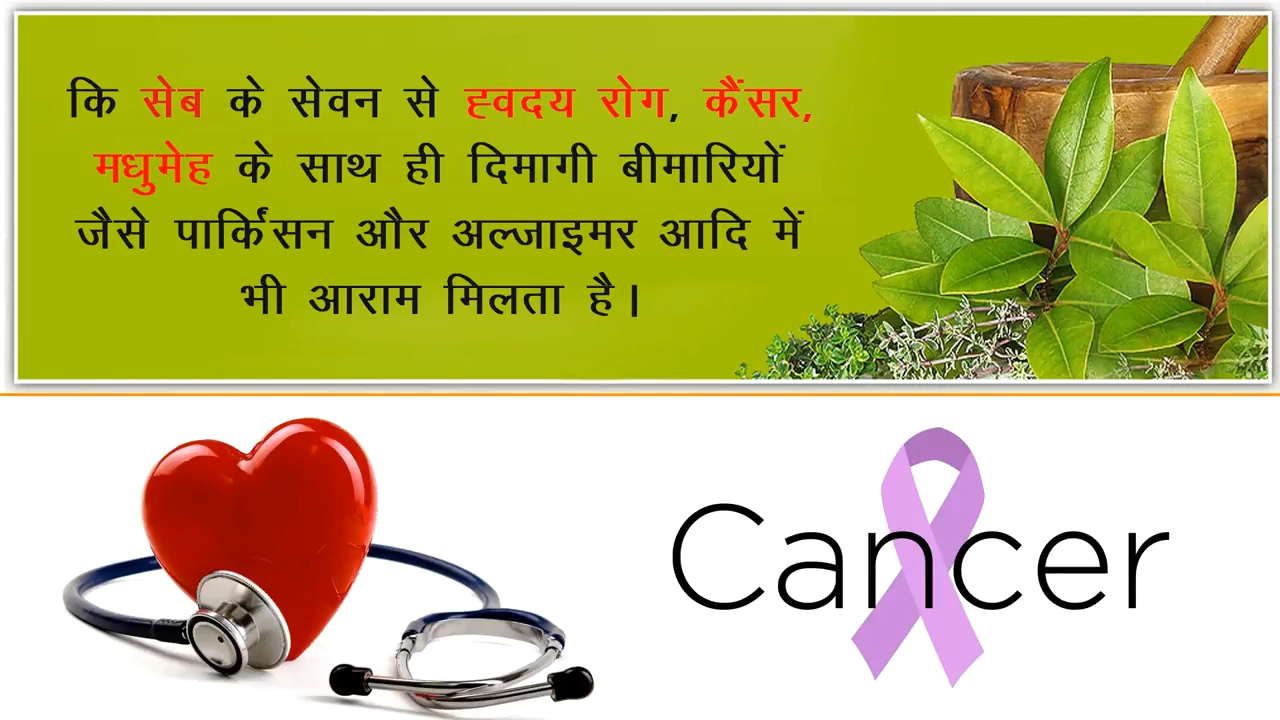 कि सेब के सेवन से ह्वदय रोग, कैंसर,
मधुमेह के साथ ही दिमागी बीमारियों
जैसे पार्किंसन और अल्जाइमर आदि में
भी आराम मिलता है।
Cancer